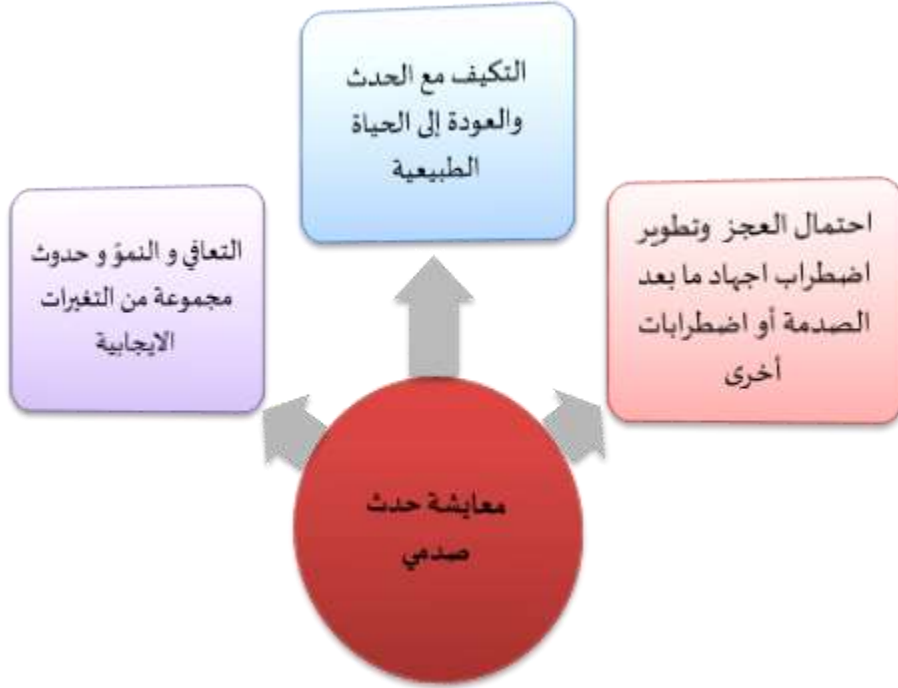 التكيف مع الحدث
والعودة إلى الحياة
الطبيعية
احتمال العجز وتطوير
اضطراب اجهاد ما بعد
الصدمة أو اضطرابات
أخرى
التعافي و النموّ و حدوث
مجموعة من التغيرات
الايجابية
معايشة حدث
صدمي